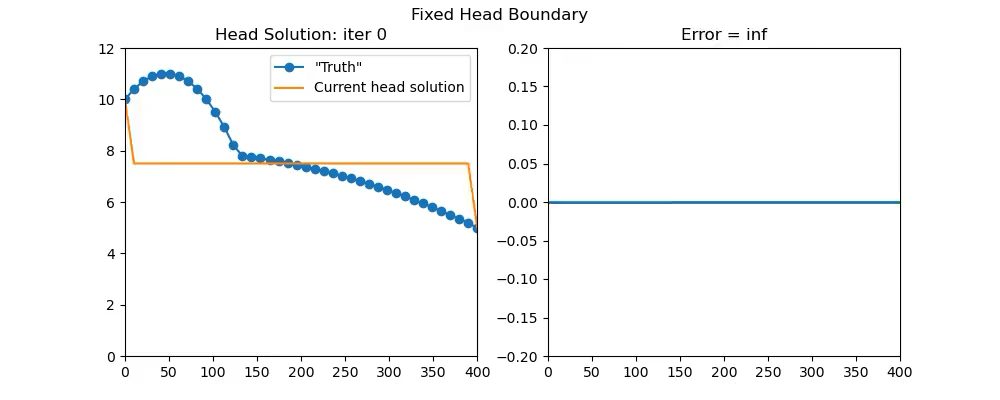 Fixed Head Boundary
Head Solution: iter 0
12
10
8
6
4
2
0
0 50 100 150 200 250 300 350 400
"Truth"
Current head solution
Error = inf
0.20
0.15
0.10
0.05
0.00
−0.05
−0.10
−0.15
−0.20
0 50 100 150 200 250 300 350 400